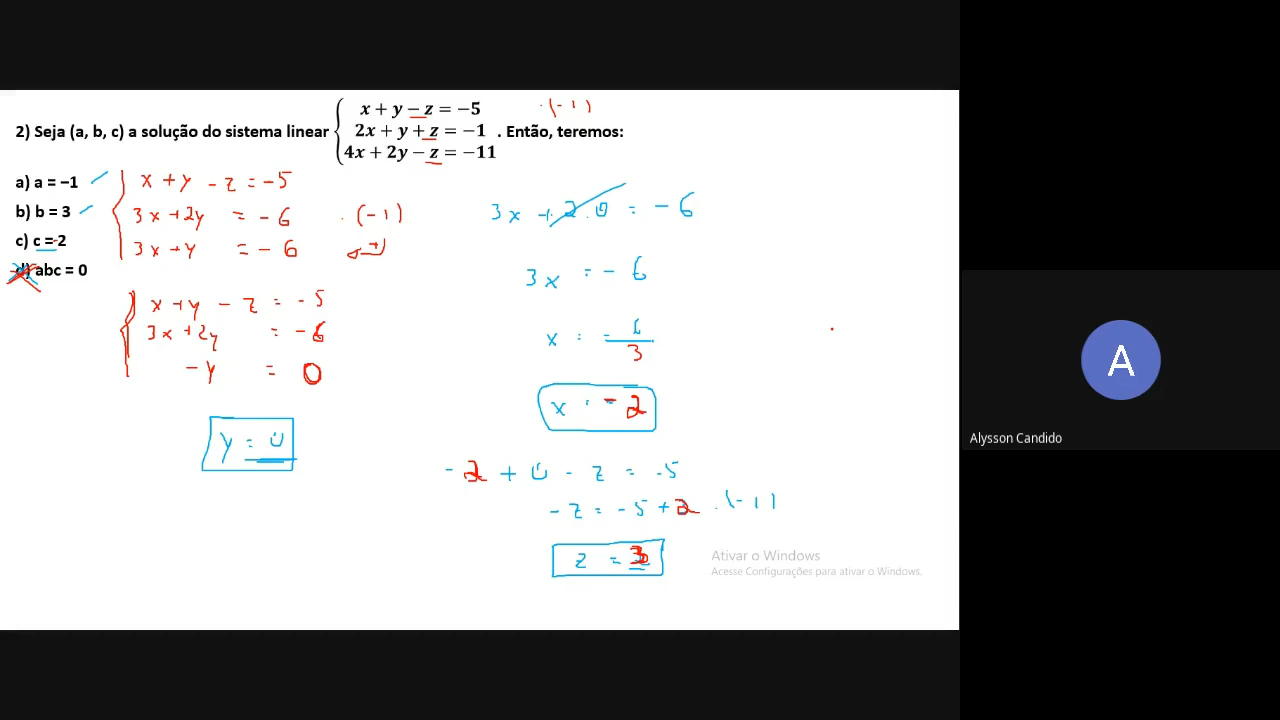 2) Seja (a, b, c) a solução do sistema linear { x + y − z = −5 · (-1)
2x + y + z = −1
4x + 2y − z = −11 . Então, teremos:
a) a = −1
b) b = 3
c) c = -2
d) abc = 0
x + y - z = -5
3x + 2y = - 6 . (-1)
3x + y = - 6
x + y - z = -5
3x + 2y = - 6
- y = 0
y = 0
3x + 2.0 = - 6
3x = - 6
x = - 6
3
x = - 2
- 2 + 0 - z = -5
- z = - 5 + 2 . (-1)
z = 3
Ativar o Windows
Acesse Configurações para ativar o Windows.
A
Alysson Candido